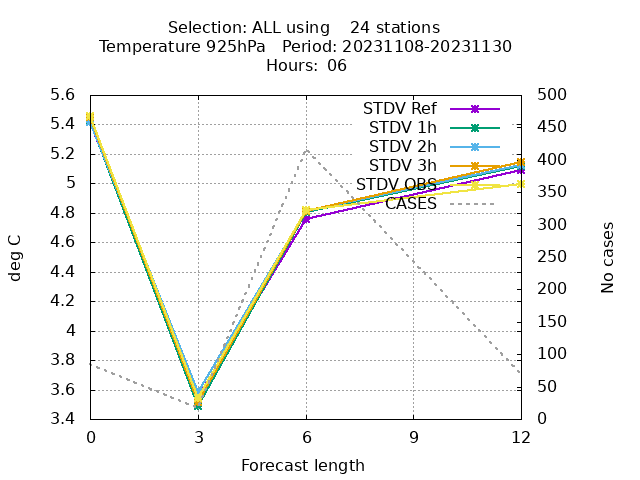 Selection: ALL using    24 stations
Temperature 925hPa   Period: 20231108-20231130
Hours: 06
5.6
5.4
5.2
5
4.8
4.6
4.4
4.2
4
3.8
3.6
3.4
deg C
STDV Ref
STDV 1h
STDV 2h
STDV 3h
STDV OBS
CASES
500
450
400
350
300
250
200
150
100
50
0
No cases
0
3
6
9
12
Forecast length